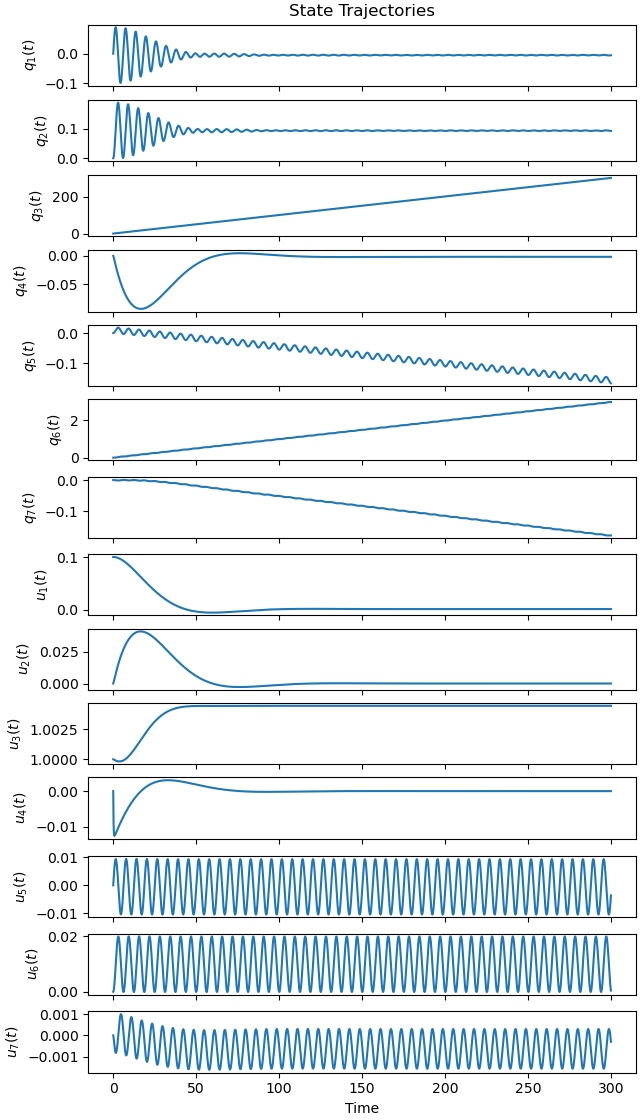 State Trajectories
q₁(t)
0.0
−0.1
q₂(t)
0.1
0.0
q₃(t)
200
0
q₄(t)
0.00
−0.05
q₅(t)
0.0
−0.1
q₆(t)
2
0
q₇(t)
0.0
−0.1
u₁(t)
0.1
0.0
u₂(t)
0.025
0.000
u₃(t)
1.0025
1.0000
u₄(t)
0.00
−0.01
u₅(t)
0.01
0.00
−0.01
u₆(t)
0.02
0.00
u₇(t)
0.001
0.000
−0.001
0 50 100 150 200 250 300
Time